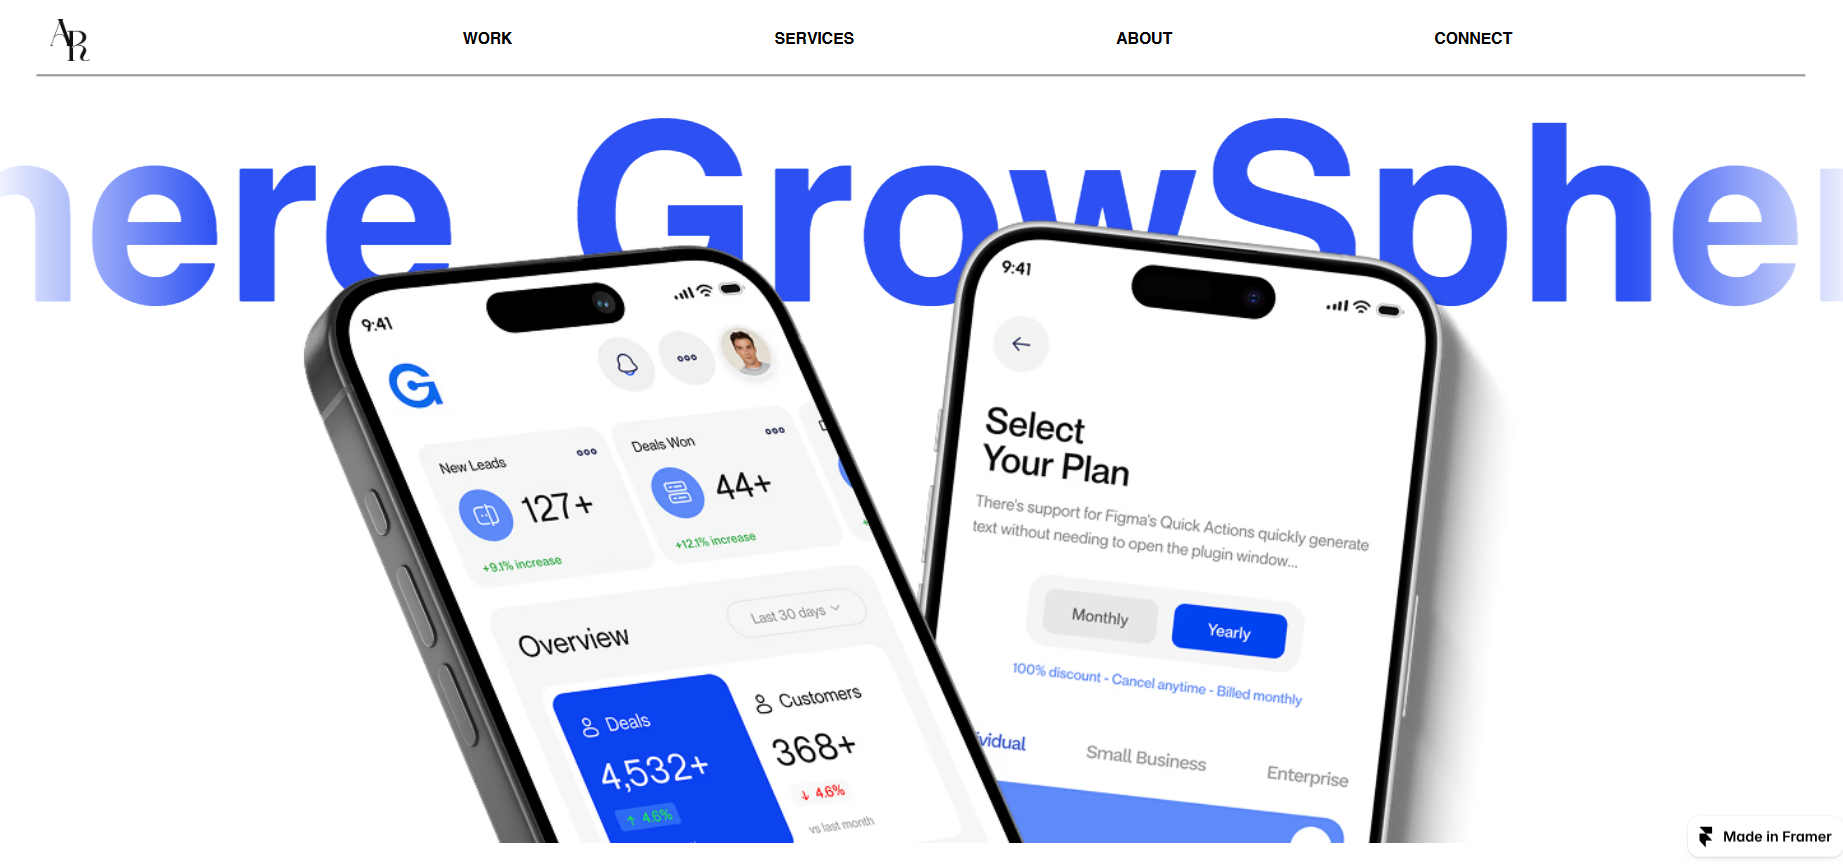 AR
WORK
SERVICES
ABOUT
CONNECT
here GrowSpher
9:41
New Leads
127+
+9.1% increase
Deals Won
44+
+12.1% increase
Overview
Last 30 days
Deals
4,532+
↑ 4.6%
Customers
368+
↓ 4.6%
vs last month
9:41
Select
Your Plan
There's support for Figma's Quick Actions quickly generate
text without needing to open the plugin window...
Monthly
Yearly
100% discount - Cancel anytime - Billed monthly
vidual
Small Business
Enterprise
Made in Framer